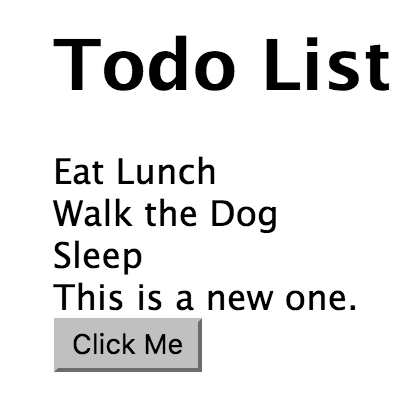 Todo List
Eat Lunch
Walk the Dog
Sleep
This is a new one.
Click Me